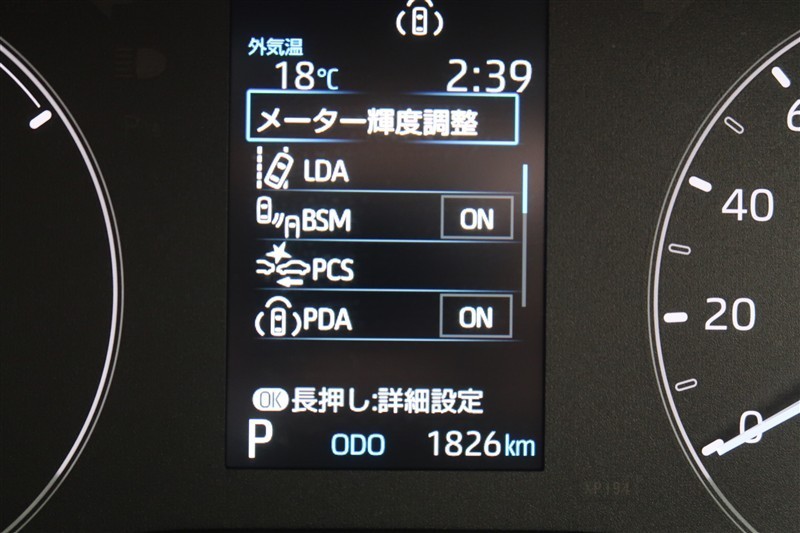 外気温
18℃ 2:39
メーター輝度調整
LDA
BSM ON
PCS
PDA ON
OK 長押し:詳細設定
P ODO 1826km
40
20
0